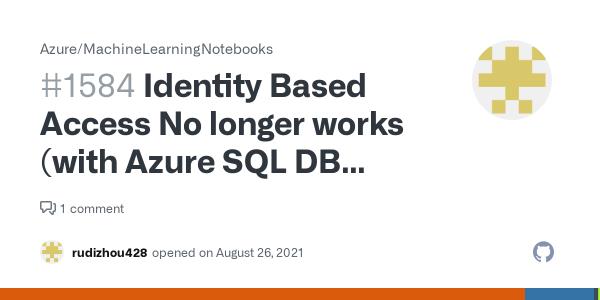 Azure/MachineLearningNotebooks
#1584 Identity Based
Access No longer works
(with Azure SQL DB...
1 comment
rudizhou428 opened on August 26, 2021